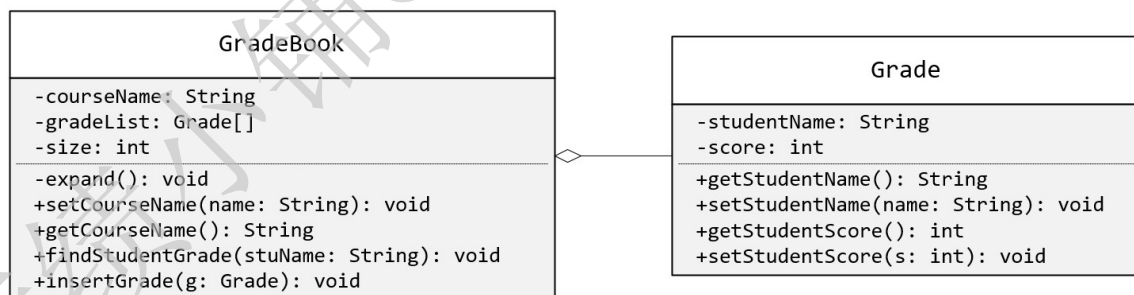 GradeBook
-courseName: String
-gradeList: Grade[]
-size: int
-expand(): void
+setCourseName(name: String): void
+getCourseName(): String
+findStudentGrade(stuName: String): void
+insertGrade(g: Grade): void
Grade
-studentName: String
-score: int
+getStudentName(): String
+setStudentName(name: String): void
+getStudentScore(): int
+setStudentScore(s: int): void